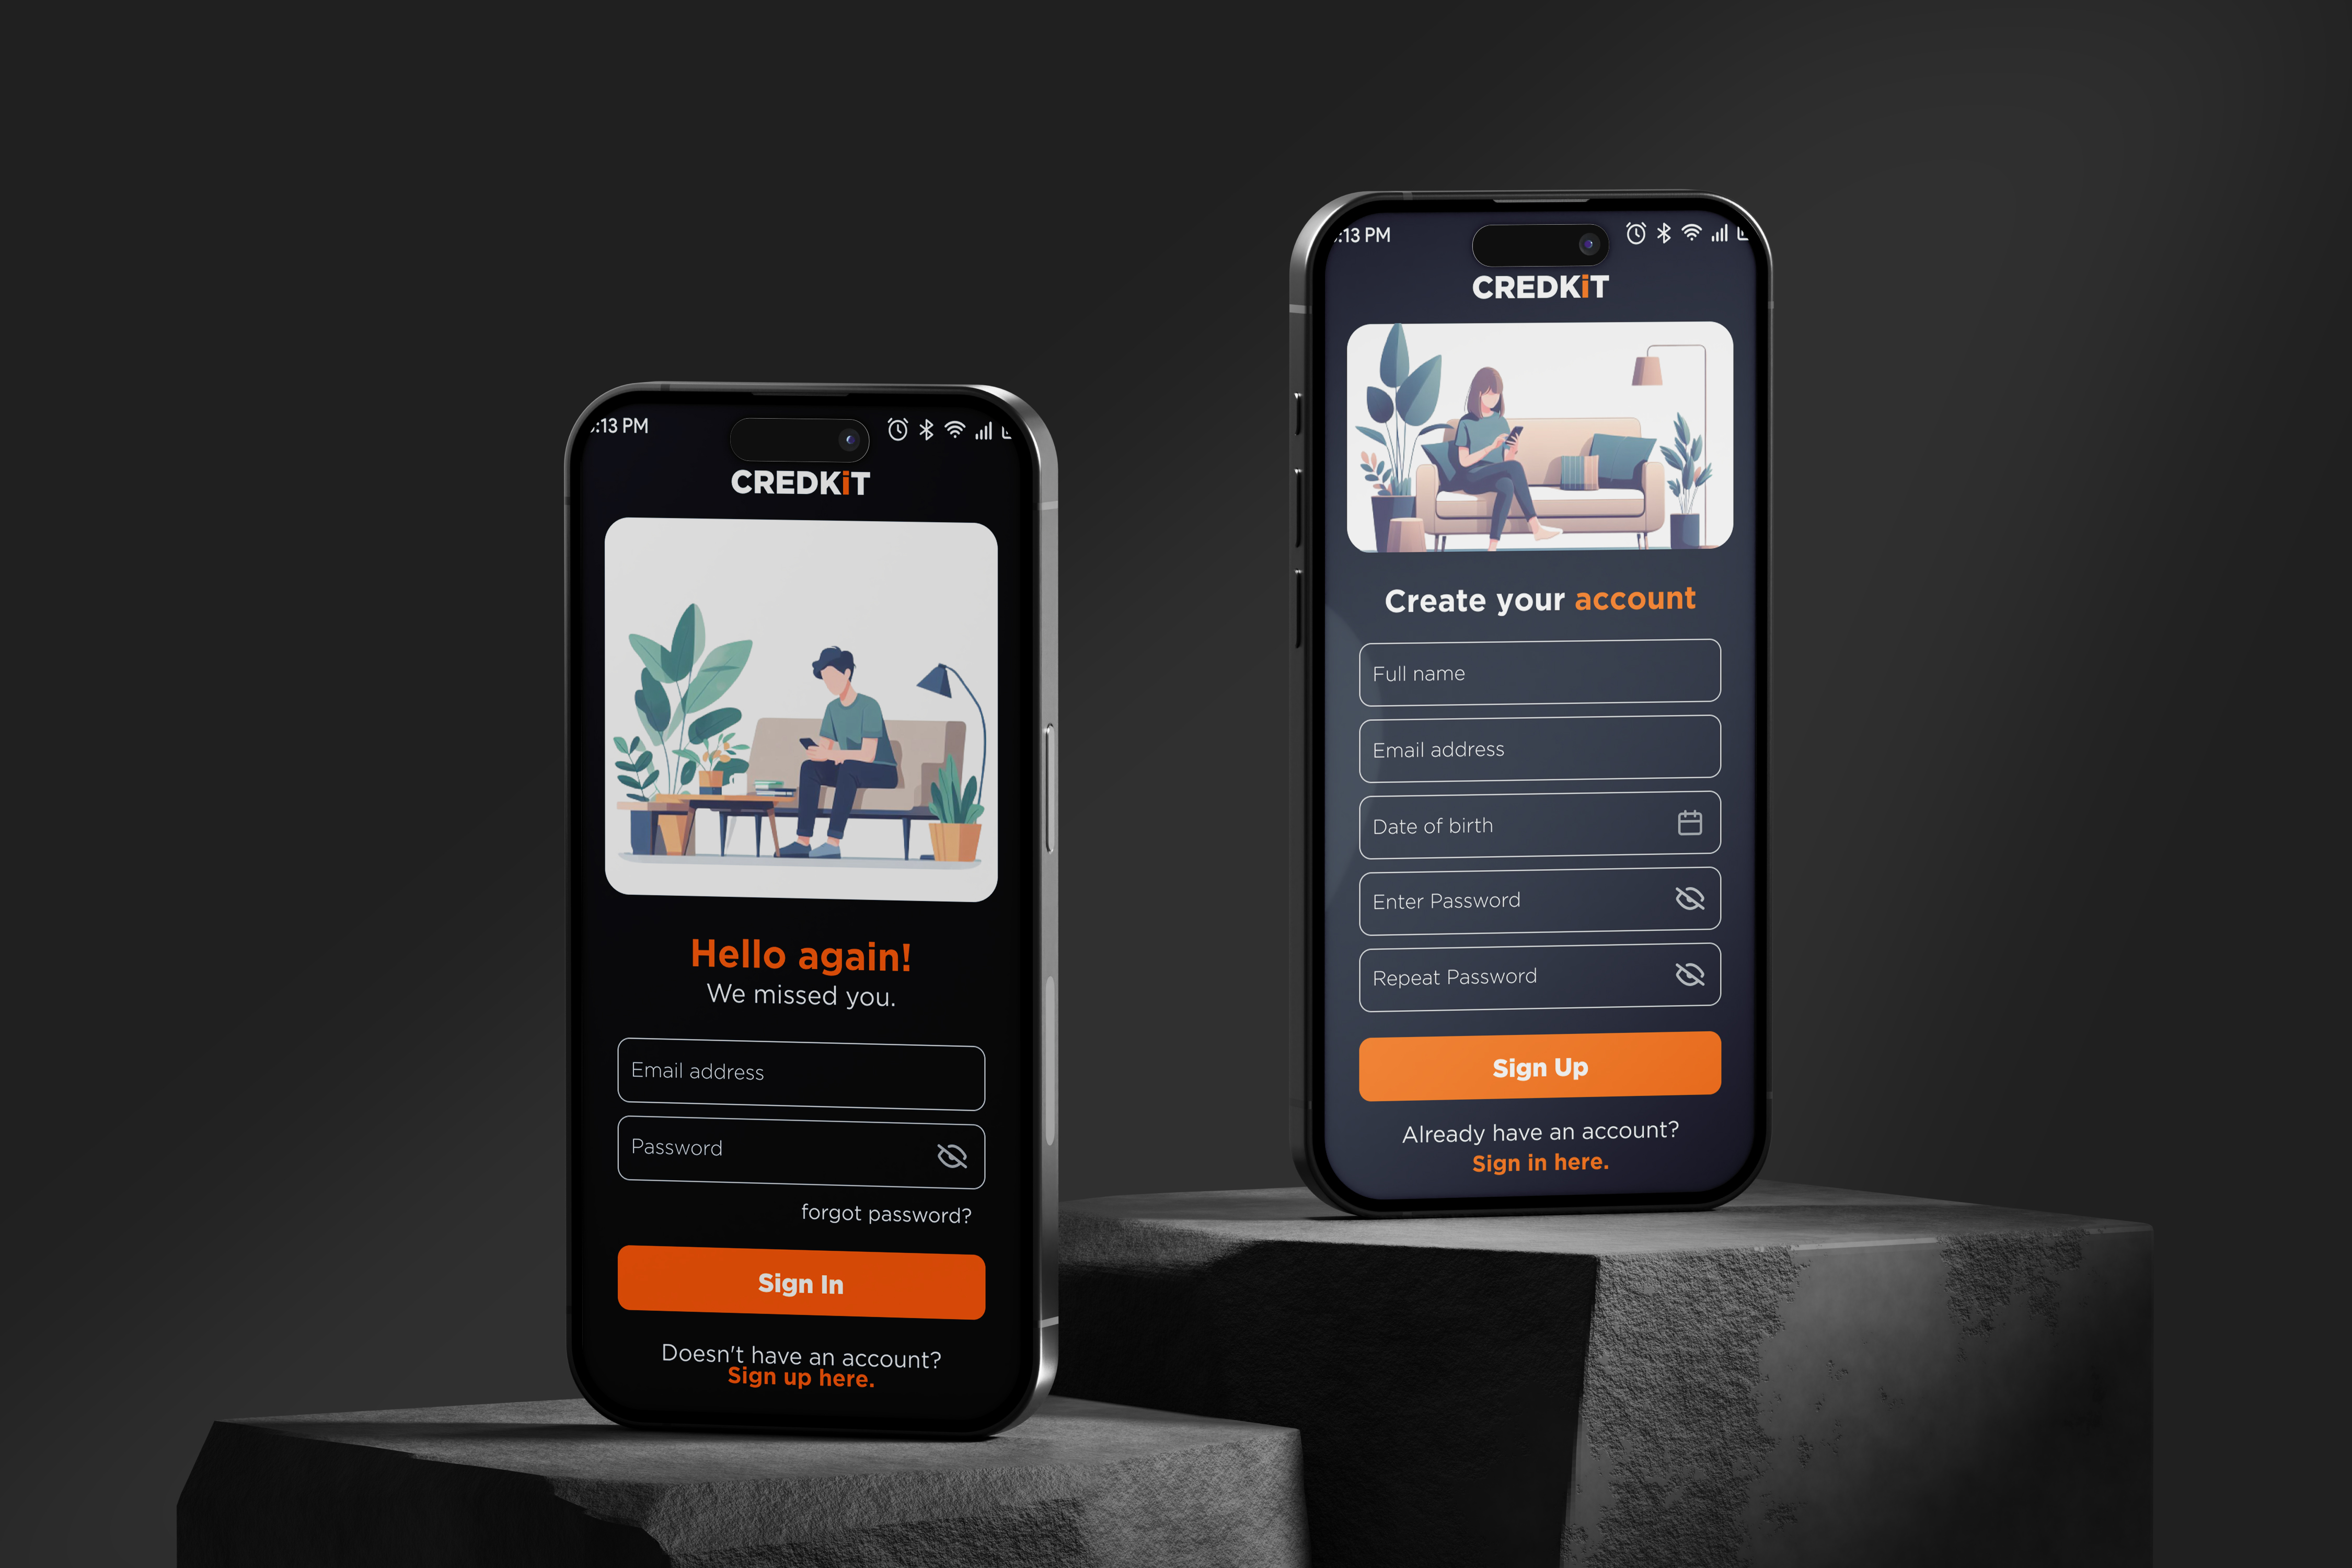 :13 PM
CREDKiT
Hello again!
We missed you.
Email address
Password
forgot password?
Sign In
Doesn't have an account?
Sign up here.
:13 PM
CREDKiT
Create your account
Full name
Email address
Date of birth
Enter Password
Repeat Password
Sign Up
Already have an account?
Sign in here.